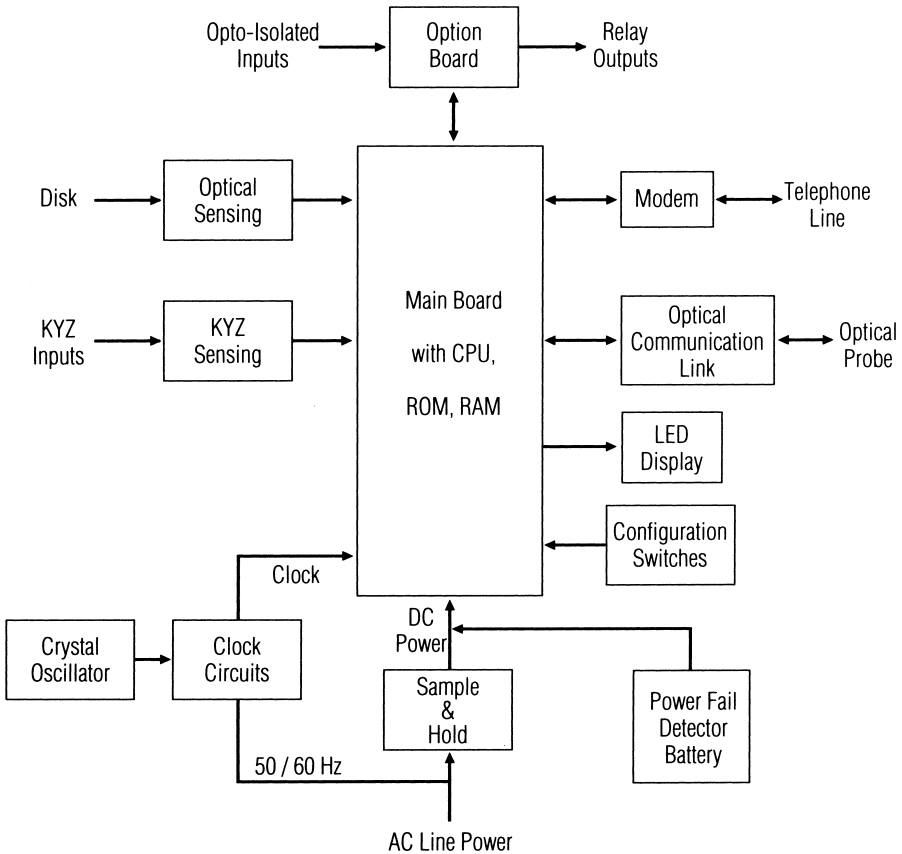 Opto-Isolated
Inputs
Option
Board
Relay
Outputs
Disk
Optical
Sensing
Modem
Telephone
Line
KYZ
Inputs
KYZ
Sensing
Main Board
with CPU,
ROM, RAM
Optical
Communication
Link
Optical
Probe
LED
Display
Configuration
Switches
Clock
DC
Power
Crystal
Oscillator
Clock
Circuits
Sample
&
Hold
Power Fail
Detector
Battery
50 / 60 Hz
AC Line Power